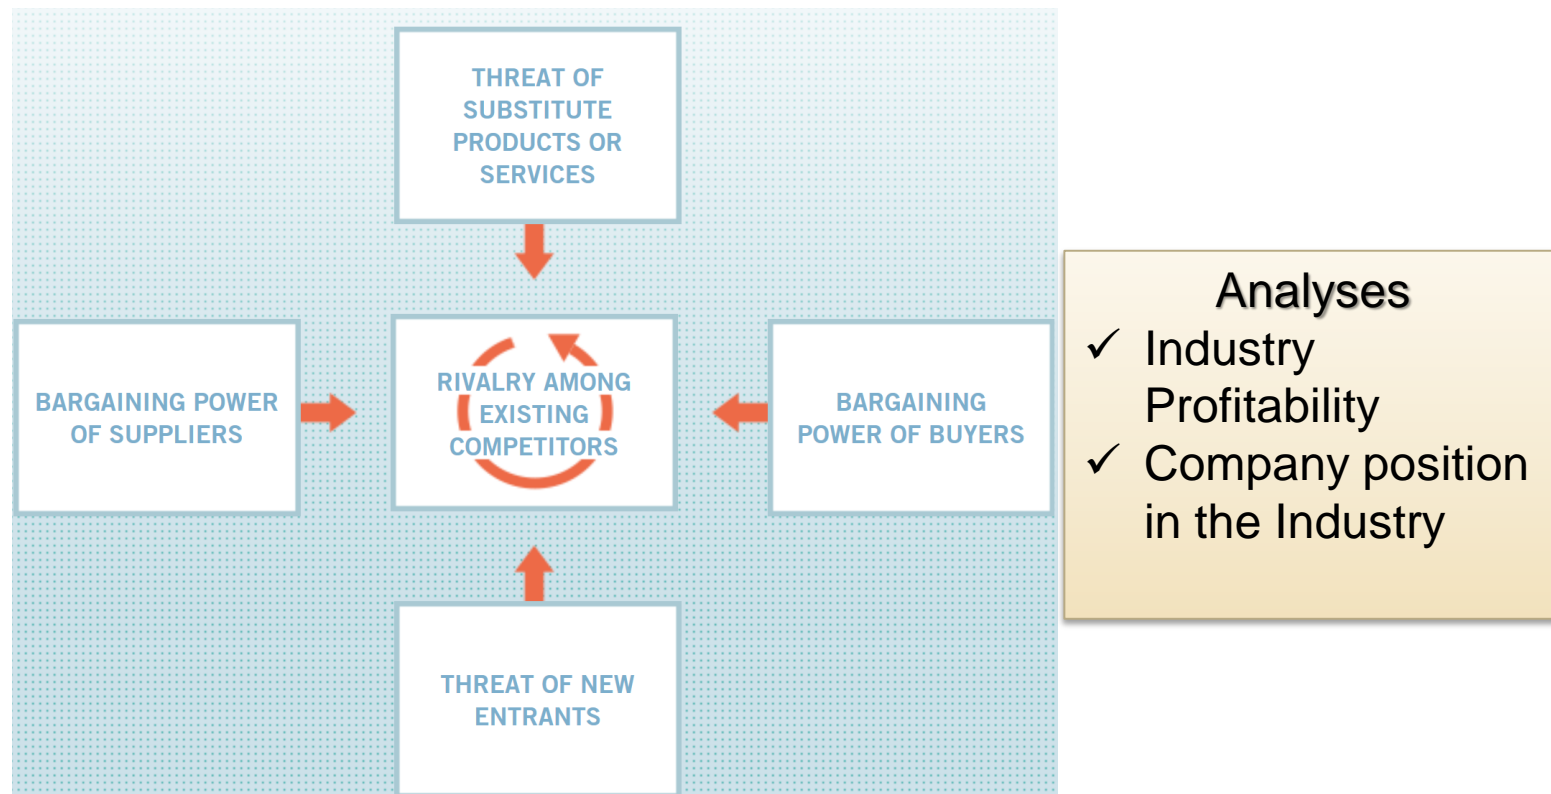 THREAT OF
SUBSTITUTE
PRODUCTS OR
SERVICES
BARGAINING POWER
OF SUPPLIERS
RIVALRY AMONG
EXISTING
COMPETITORS
BARGAINING
POWER OF BUYERS
THREAT OF NEW
ENTRANTS
Analyses
✓ Industry
Profitability
✓ Company position
in the Industry